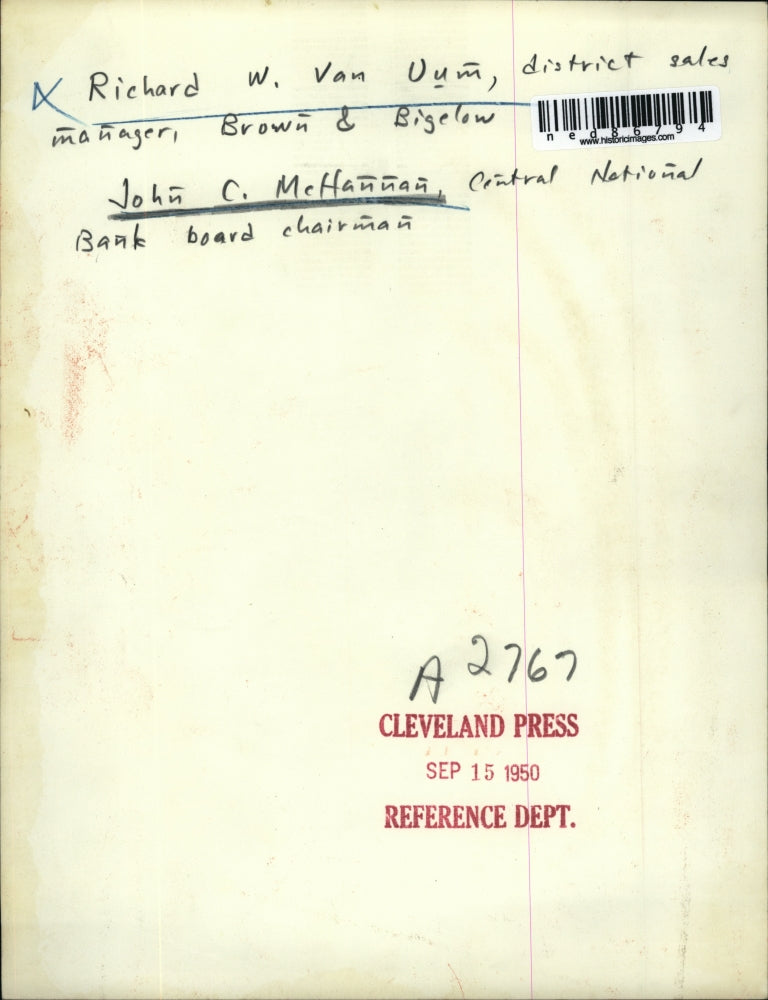 Richard W. Van Uum, district sales
manager, Brown & Bigelow
ned86794
www.historicimages.com
John C. McHannan, Central National
Bank board chairman
A 2767
CLEVELAND PRESS
SEP 15 1950
REFERENCE DEPT.